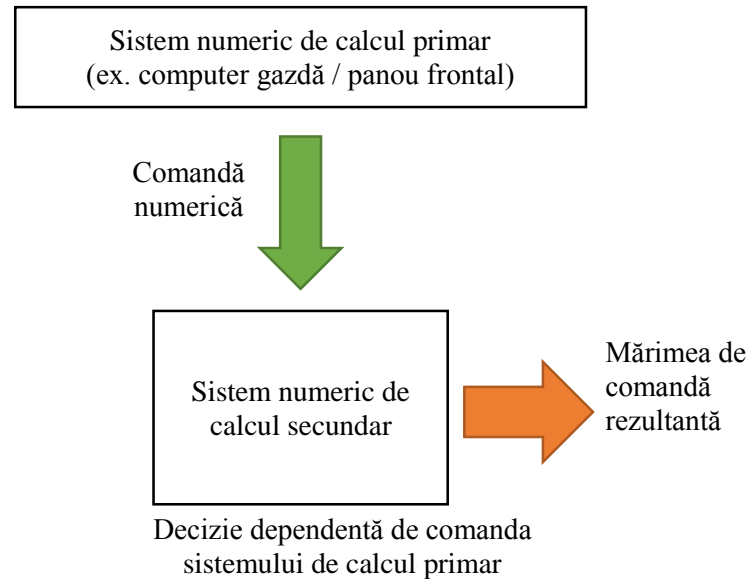 Sistem numeric de calcul primar
(ex. computer gazdă / panou frontal)
Comandă
numerică
Sistem numeric de
calcul secundar
Mărimea de
comandă
rezultantă
Decizie dependentă de comanda
sistemului de calcul primar